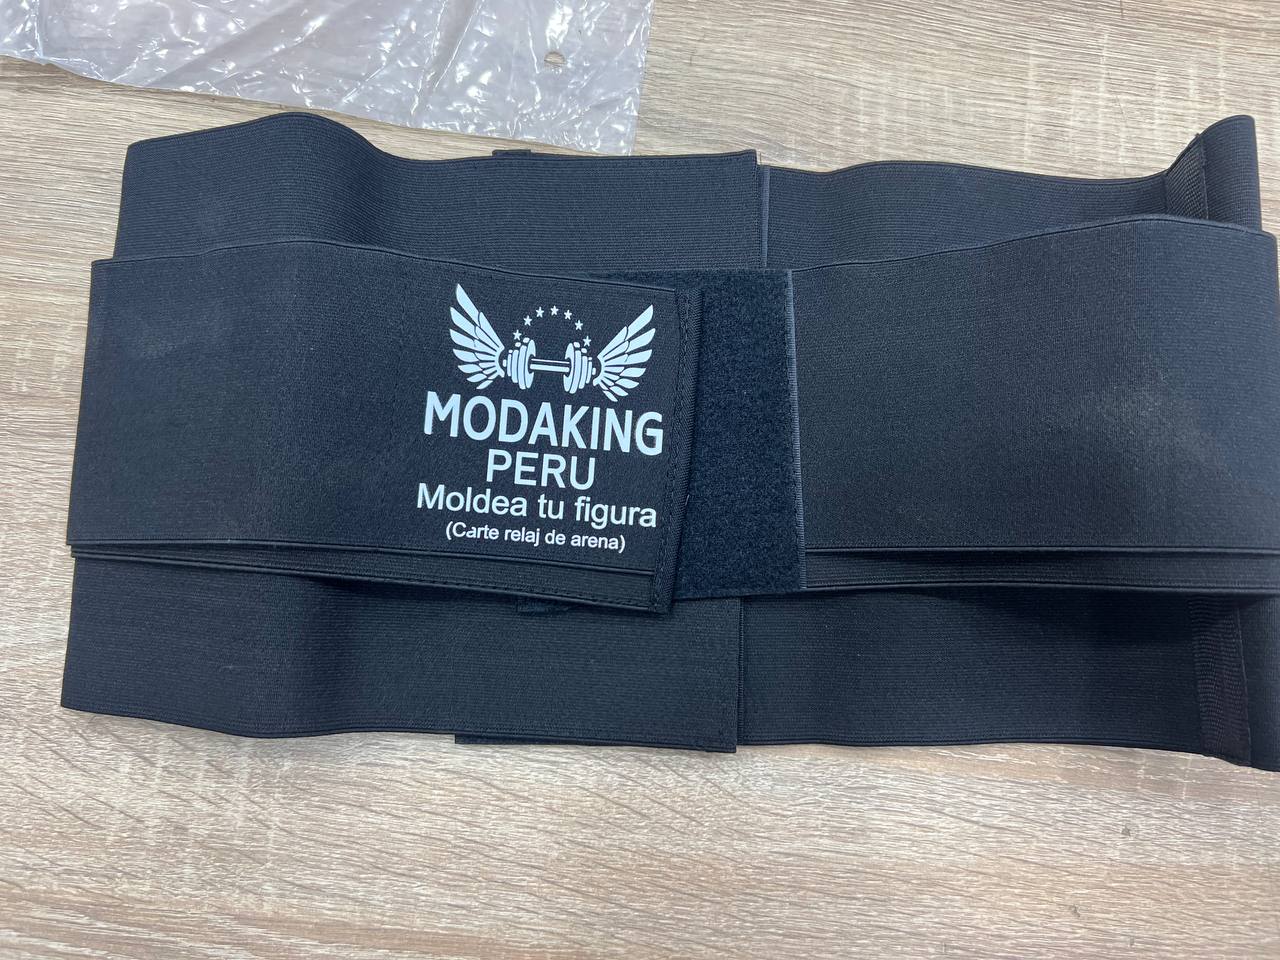 MODAKING
PERU
Moldea tu figura
(Carte relaj de arena)